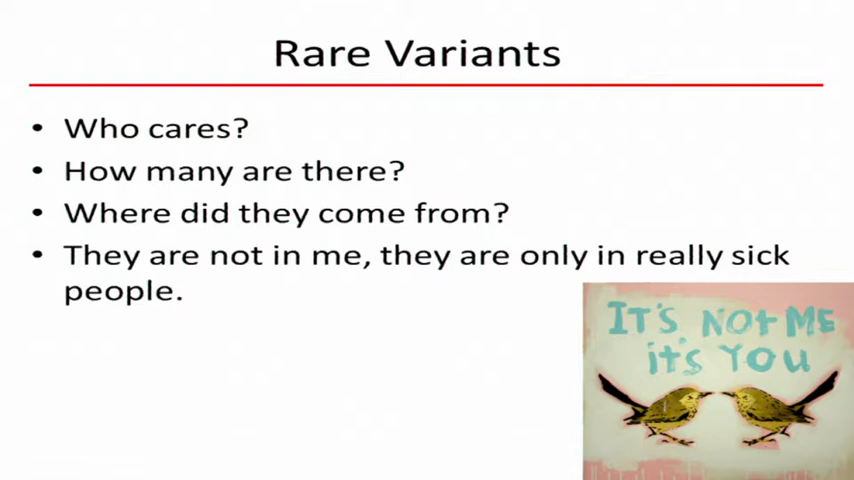 Rare Variants
• Who cares?
• How many are there?
• Where did they come from?
• They are not in me, they are only in really sick
people.
IT'S NOt ME
it's YOU